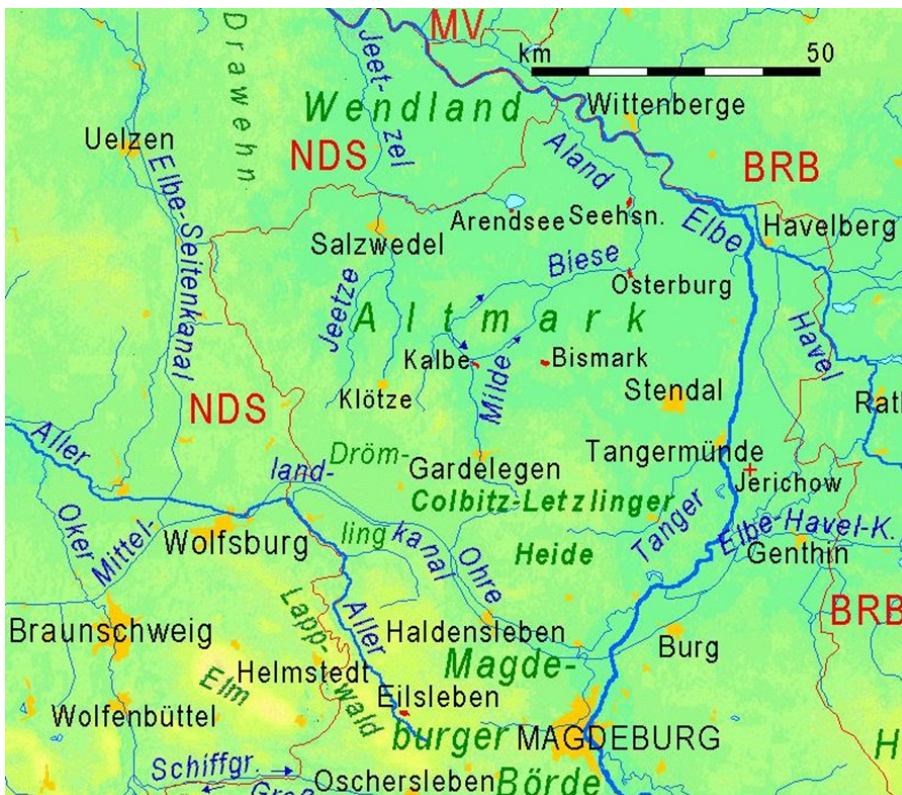 MV
km 50
Drawehn
Jeet-
zel
Wendland
Wittenberge
Uelzen
NDS
Aland
BRB
Elbe-Seitenkanal
Arendsee
Seehsn.
Elbe
Havelberg
Salzwedel
Biese
Osterburg
Jeetze
Altmark
Havel
Kalbe
Milde
Bismark
Klötze
Stendal
NDS
Rath
Aller
Dröm-
Tangermünde
land-
Gardelegen
Jerichow
Colbitz-Letzlinger
Oker
Mittel-
ling
kanal
Ohre
Heide
Tanger
Elbe-Havel-K.
Wolfsburg
Genthin
Lapp-
Aller
BRB
Braunschweig
Haldensleben
Burg
Helmstedt
Magde-
Elm
wald
Eilsleben
Wolfenbüttel
burger
MAGDEBURG
H
Schiffgr.
Oschersleben
Börde